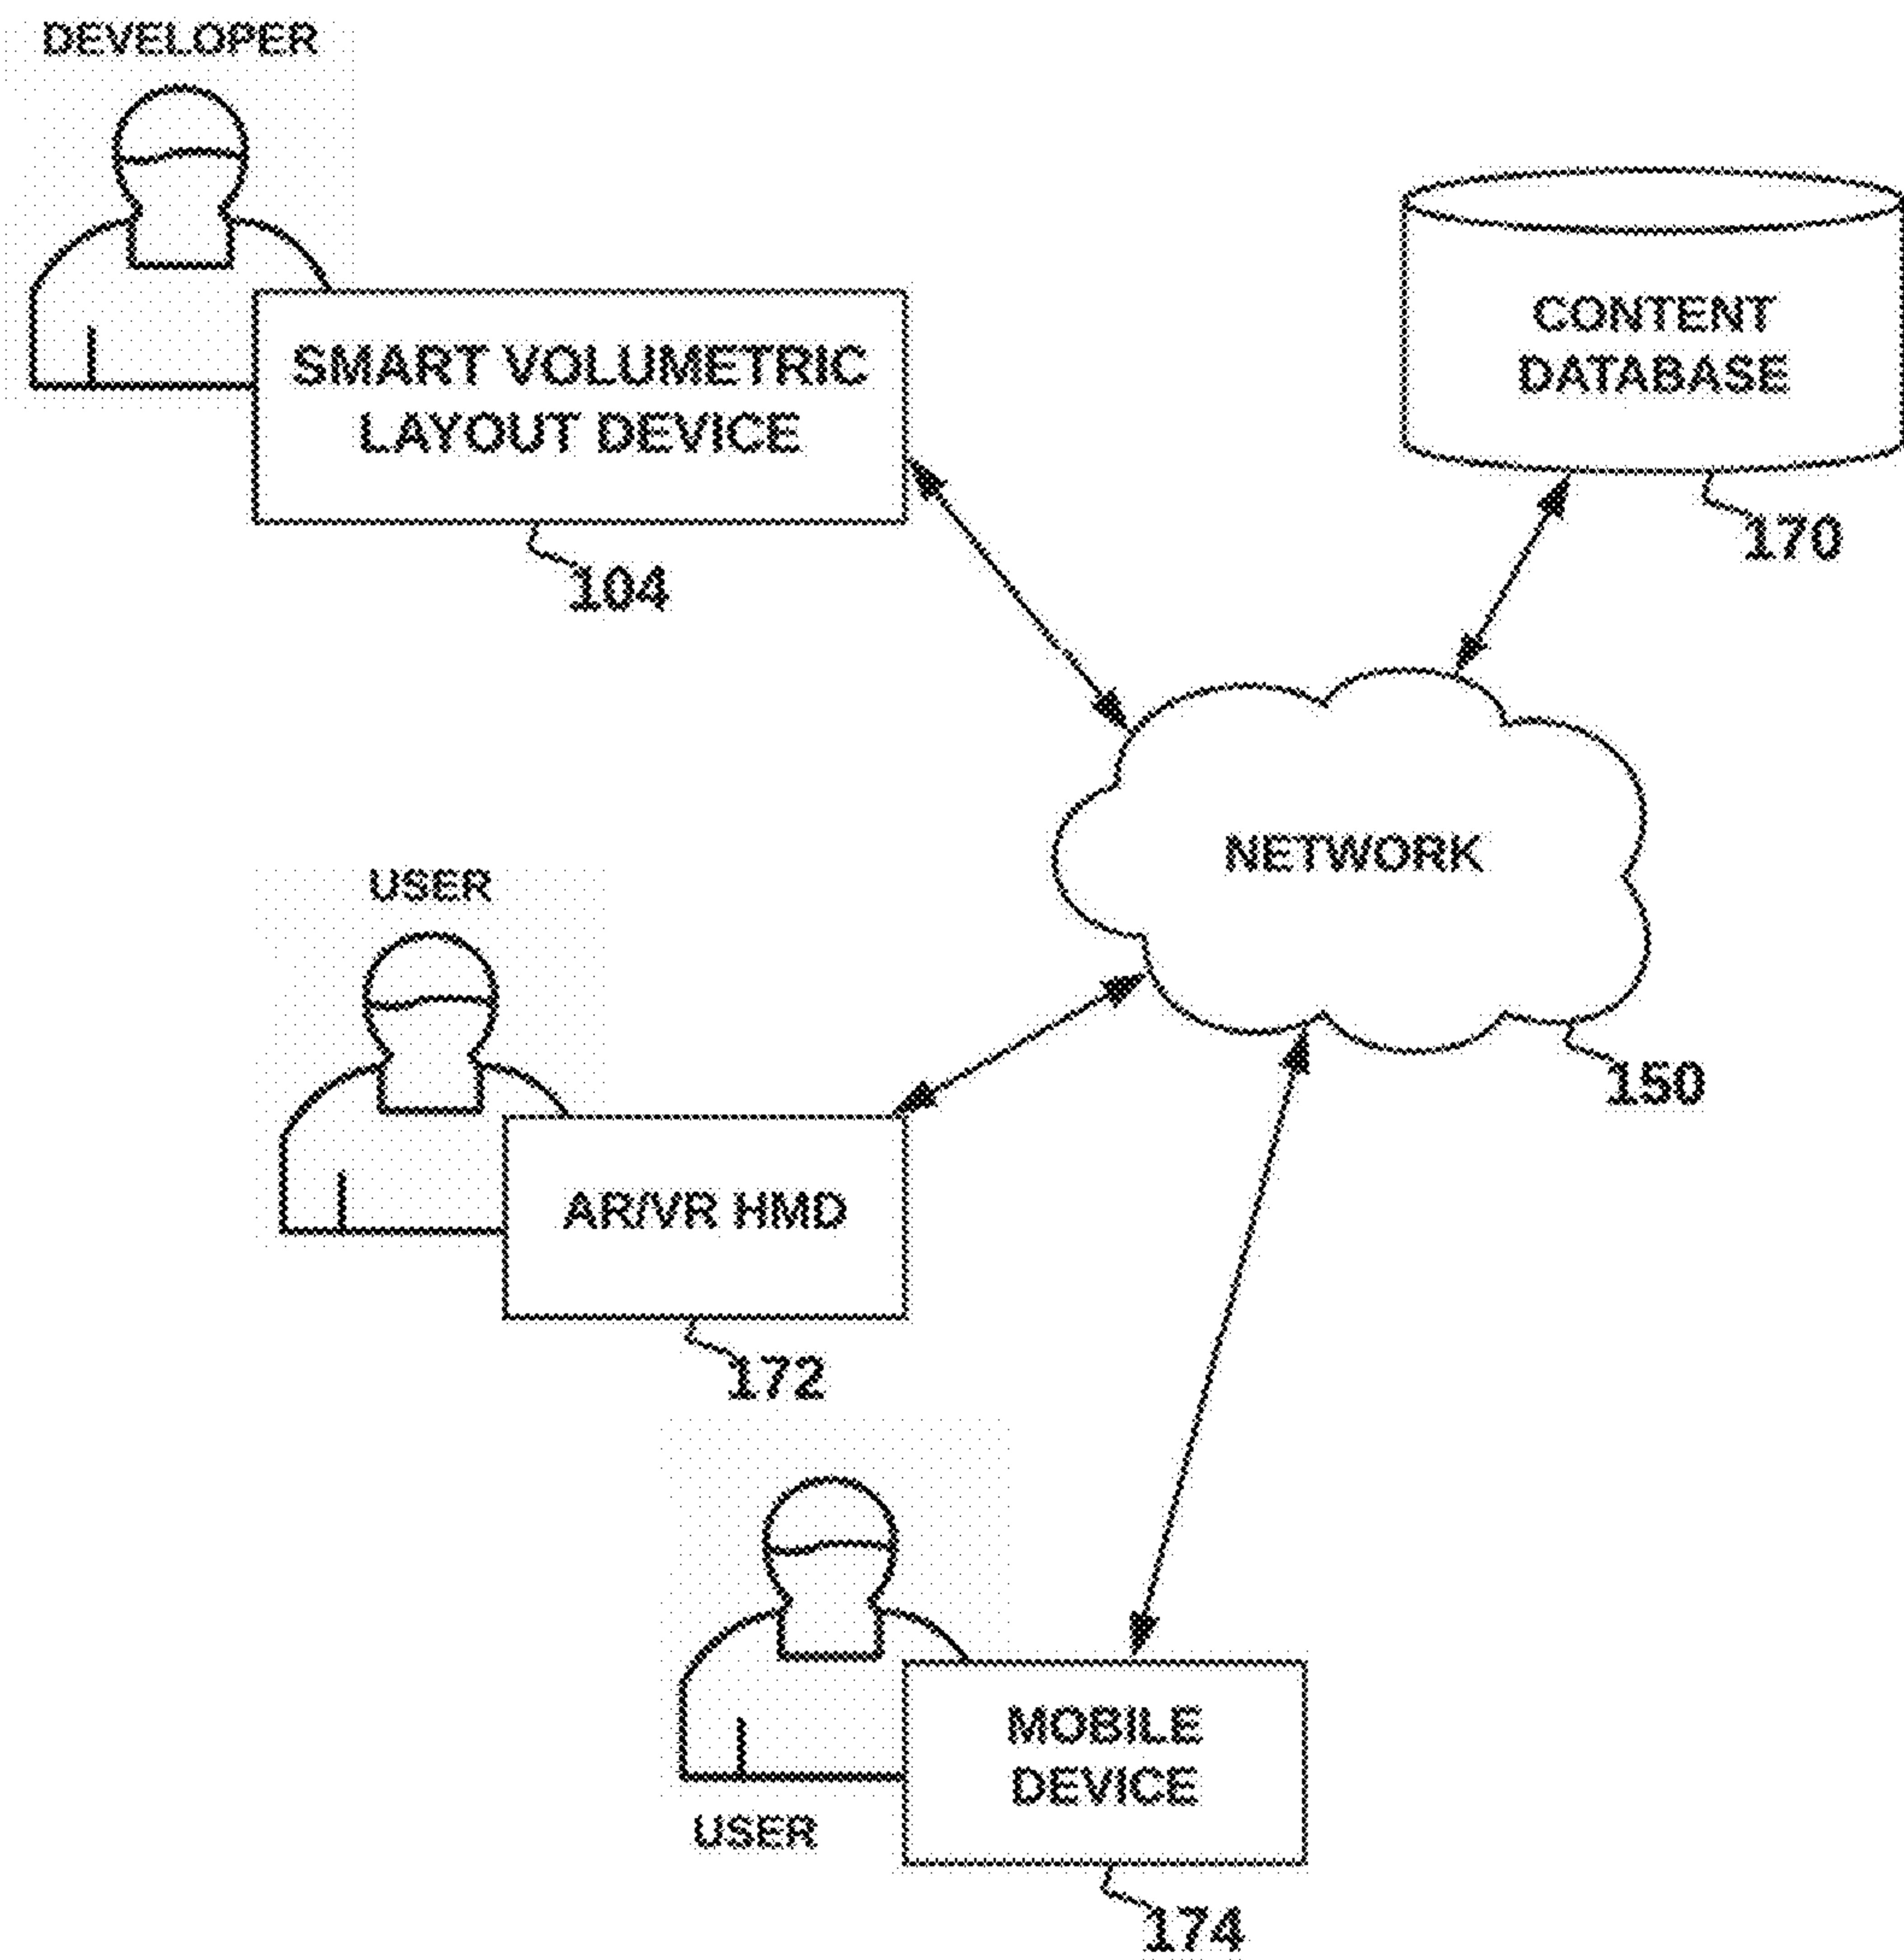 DEVELOPER
SMART VOLUMETRIC
LAYOUT DEVICE
104
CONTENT
DATABASE
170
NETWORK
150
USER
AR/VR HMD
172
MOBILE
DEVICE
USER
174